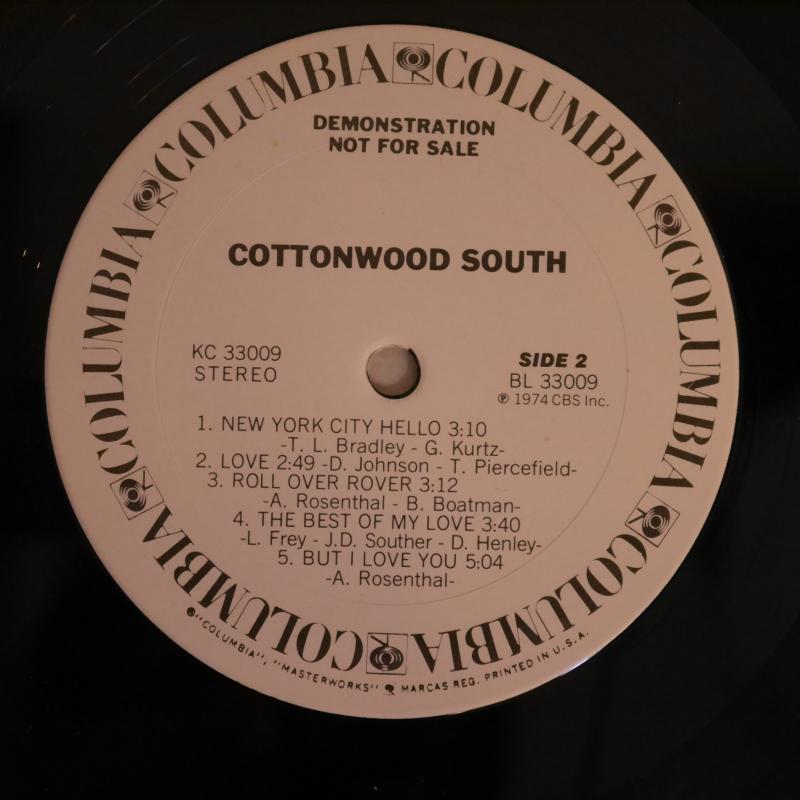 COLUMBIA COLUMBIA COLUMBIA COLUMBIA COLUMBIA COLUMBIA COLUMBIA COLUMBIA
DEMONSTRATION
NOT FOR SALE
COTTONWOOD SOUTH
KC 33009
STEREO
SIDE 2
BL 33009
℗ 1974 CBS Inc.
1. NEW YORK CITY HELLO 3:10
-T. L. Bradley - G. Kurtz-
2. LOVE 2:49 -D. Johnson - T. Piercefield-
3. ROLL OVER ROVER 3:12
-A. Rosenthal - B. Boatman-
4. THE BEST OF MY LOVE 3:40
-L. Frey - J.D. Souther - D. Henley-
5. BUT I LOVE YOU 5:04
-A. Rosenthal-
"COLUMBIA", "MASTERWORKS" MARCAS REG. PRINTED IN U.S.A.